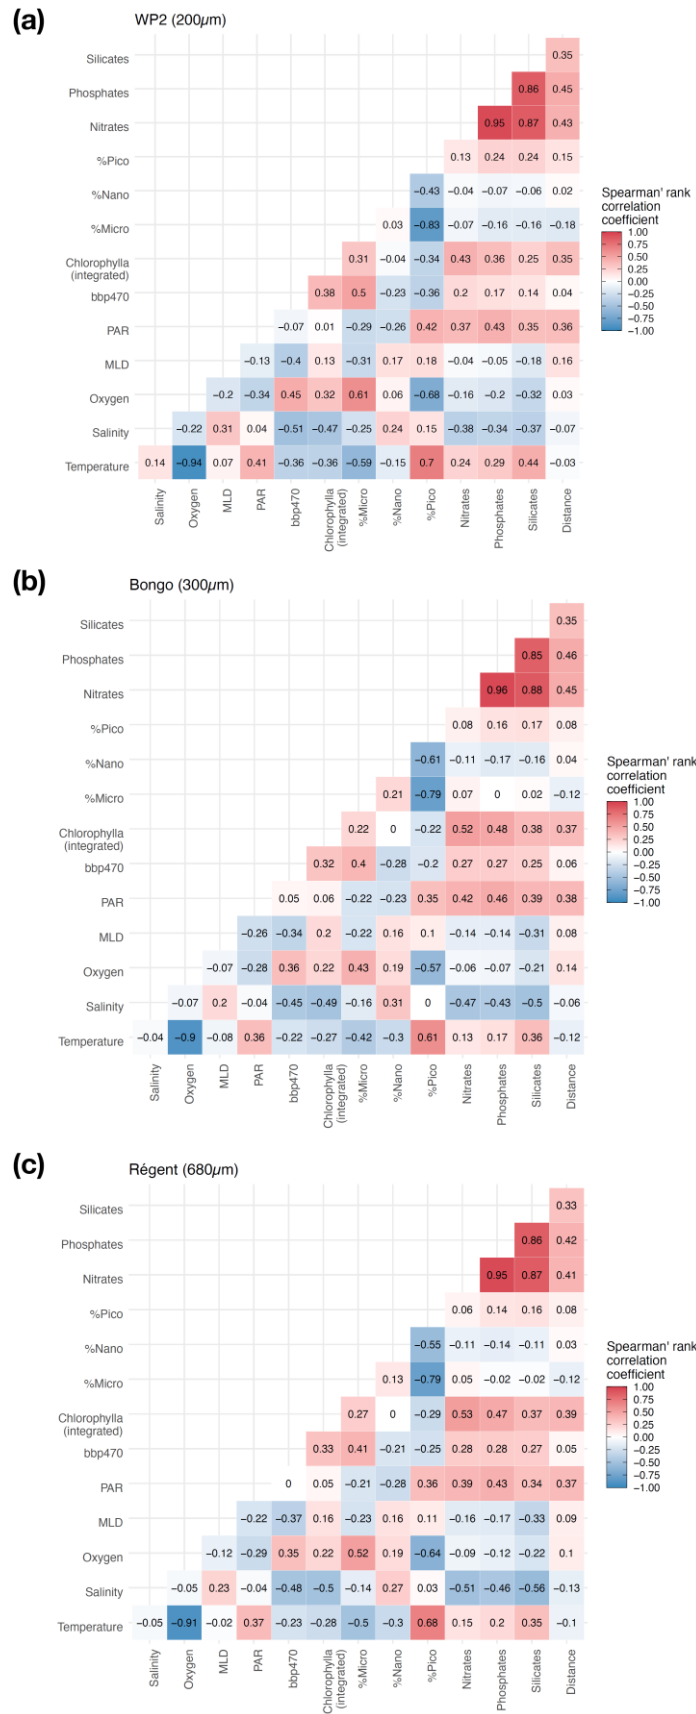 (a)
WP2 (200µm)
Silicates 0.35
Phosphates 0.86 0.45
Nitrates 0.95 0.87 0.43
%Pico 0.13 0.24 0.24 0.15
%Nano −0.43 −0.04 −0.07 −0.06 0.02
%Micro 0.03 −0.83 −0.07 −0.16 −0.16 −0.18
Chlorophylla
(integrated) 0.31 −0.04 −0.34 0.43 0.36 0.25 0.35
bbp470 0.38 0.5 −0.23 −0.36 0.2 0.17 0.14 0.04
PAR −0.07 0.01 −0.29 −0.26 0.42 0.37 0.43 0.35 0.36
MLD −0.13 −0.4 0.13 −0.31 0.17 0.18 −0.04 −0.05 −0.18 0.16
Oxygen −0.2 −0.34 0.45 0.32 0.61 0.06 −0.68 −0.16 −0.2 −0.32 0.03
Salinity −0.22 0.31 0.04 −0.51 −0.47 −0.25 0.24 0.15 −0.38 −0.34 −0.37 −0.07
Temperature 0.14 −0.94 0.07 0.41 −0.36 −0.36 −0.59 −0.15 0.7 0.24 0.29 0.44 −0.03
Salinity
Oxygen
MLD
PAR
bbp470
Chlorophylla
(integrated)
%Micro
%Nano
%Pico
Nitrates
Phosphates
Silicates
Distance
Spearman' rank
correlation
coefficient
1.00
0.75
0.50
0.25
0.00
−0.25
−0.50
−0.75
−1.00
(b)
Bongo (300µm)
Silicates 0.35
Phosphates 0.85 0.46
Nitrates 0.96 0.88 0.45
%Pico 0.08 0.16 0.17 0.08
%Nano −0.61 −0.11 −0.17 −0.16 0.04
%Micro 0.21 −0.79 0.07 0 0.02 −0.12
Chlorophylla
(integrated) 0.22 0 −0.22 0.52 0.48 0.38 0.37
bbp470 0.32 0.4 −0.28 −0.2 0.27 0.27 0.25 0.06
PAR 0.05 0.06 −0.22 −0.23 0.35 0.42 0.46 0.39 0.38
MLD −0.26 −0.34 0.2 −0.22 0.16 0.1 −0.14 −0.14 −0.31 0.08
Oxygen −0.07 −0.28 0.36 0.22 0.43 0.19 −0.57 −0.06 −0.07 −0.21 0.14
Salinity −0.07 0.2 −0.04 −0.45 −0.49 −0.16 0.31 0 −0.47 −0.43 −0.5 −0.06
Temperature −0.04 −0.9 −0.08 0.36 −0.22 −0.27 −0.42 −0.3 0.61 0.13 0.17 0.36 −0.12
Salinity
Oxygen
MLD
PAR
bbp470
Chlorophylla
(integrated)
%Micro
%Nano
%Pico
Nitrates
Phosphates
Silicates
Distance
Spearman' rank
correlation
coefficient
1.00
0.75
0.50
0.25
0.00
−0.25
−0.50
−0.75
−1.00
(c)
Régent (680µm)
Silicates 0.33
Phosphates 0.86 0.42
Nitrates 0.95 0.87 0.41
%Pico 0.06 0.14 0.16 0.08
%Nano −0.55 −0.11 −0.14 −0.11 0.03
%Micro 0.13 −0.79 0.05 −0.02 −0.02 −0.12
Chlorophylla
(integrated) 0.27 0 −0.29 0.53 0.47 0.37 0.39
bbp470 0.33 0.41 −0.21 −0.25 0.28 0.28 0.27 0.05
PAR 0 0.05 −0.21 −0.28 0.36 0.39 0.43 0.34 0.37
MLD −0.22 −0.37 0.16 −0.23 0.16 0.11 −0.16 −0.17 −0.33 0.09
Oxygen −0.12 −0.29 0.35 0.22 0.52 0.19 −0.64 −0.09 −0.12 −0.22 0.1
Salinity −0.05 0.23 −0.04 −0.48 −0.5 −0.14 0.27 0.03 −0.51 −0.46 −0.56 −0.13
Temperature −0.05 −0.91 −0.02 0.37 −0.23 −0.28 −0.5 −0.3 0.68 0.15 0.2 0.35 −0.1
Salinity
Oxygen
MLD
PAR
bbp470
Chlorophylla
(integrated)
%Micro
%Nano
%Pico
Nitrates
Phosphates
Silicates
Distance
Spearman' rank
correlation
coefficient
1.00
0.75
0.50
0.25
0.00
−0.25
−0.50
−0.75
−1.00